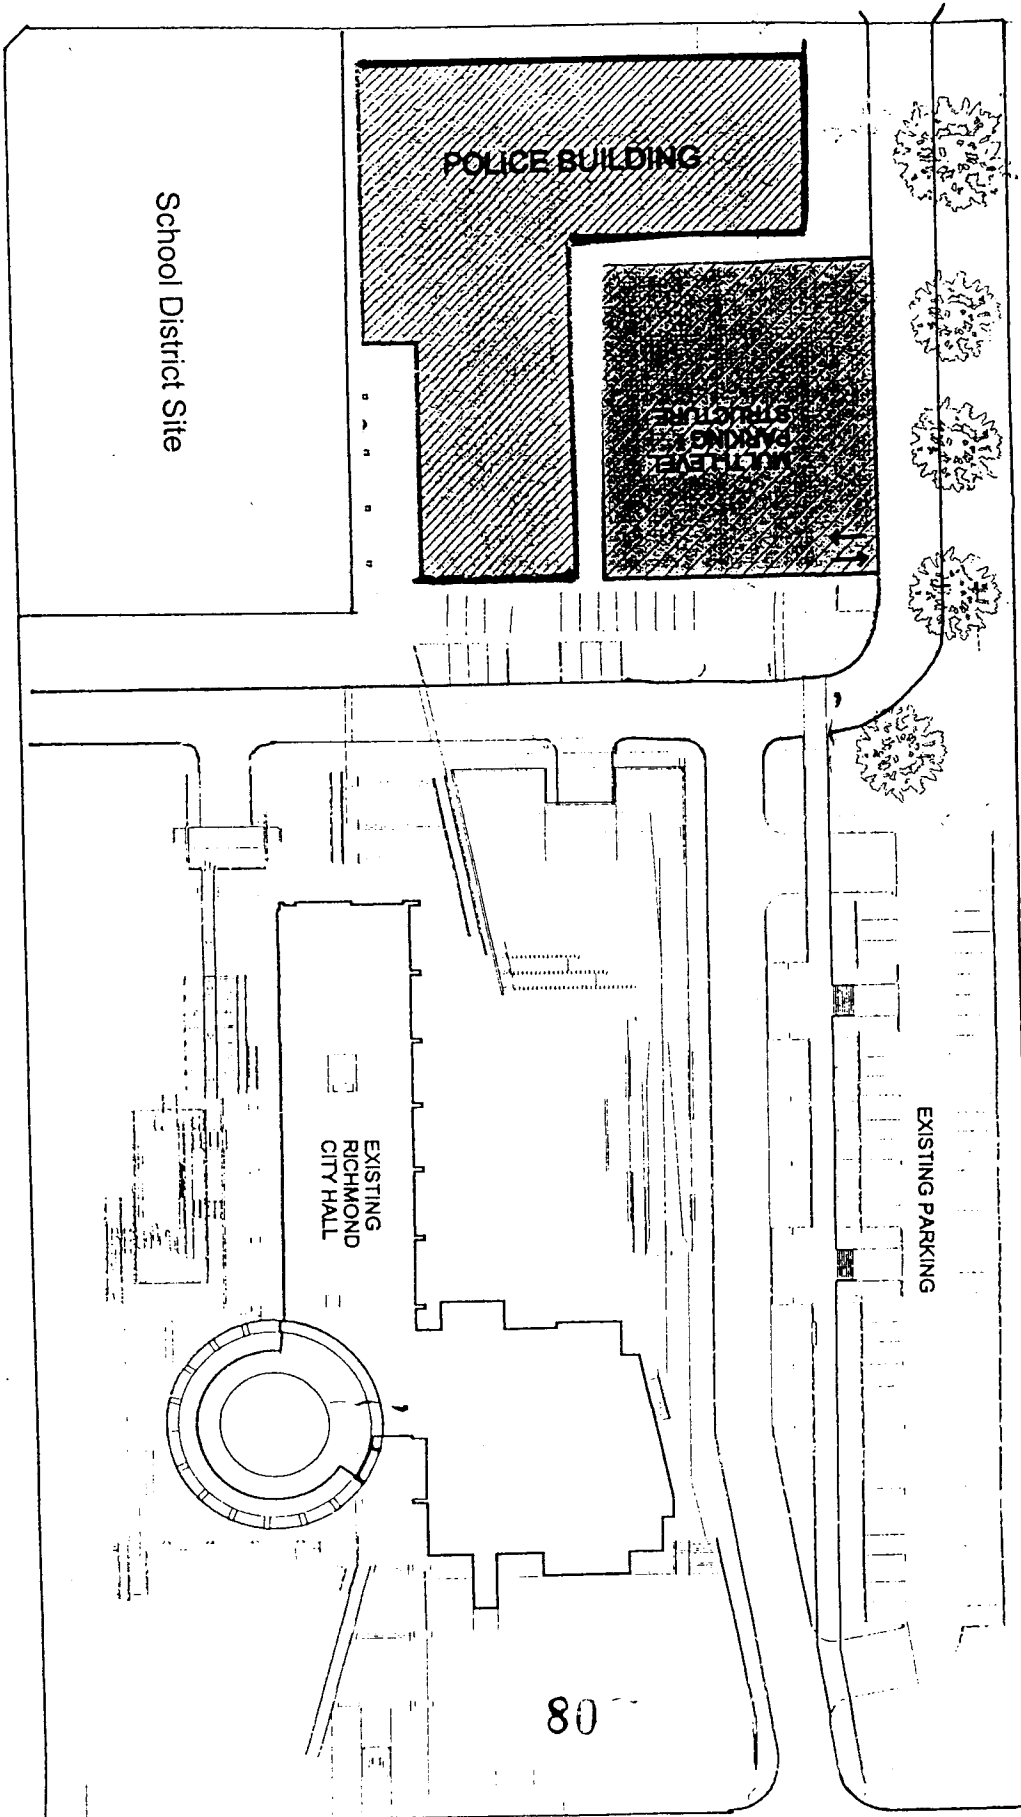 POLICE BUILDING
School District Site
MULTI-LEVEL
PARKING
STRUCTURE
EXISTING PARKING
EXISTING
RICHMOND
CITY HALL
80